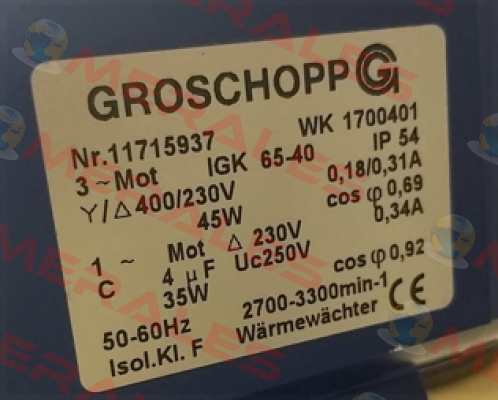 GROSCHOPP
Nr.11715937 WK 1700401
3~Mot IGK 65-40 IP 54
Y/△400/230V 0,18/0,31A
45W cos φ 0,69
1 ~ Mot △ 230V 0,34A
C 4 µF Uc250V
35W cos φ 0,92
50-60Hz 2700-3300min-1
Isol.Kl. F Wärmewächter CE
MERALES